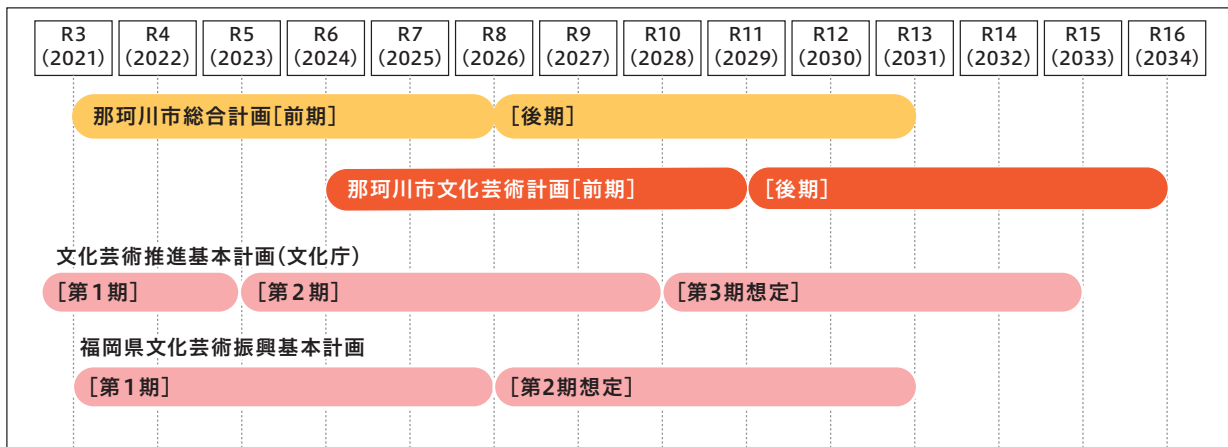 R3 R4 R5 R6 R7 R8 R9 R10 R11 R12 R13 R14 R15 R16
(2021) (2022) (2023) (2024) (2025) (2026) (2027) (2028) (2029) (2030) (2031) (2032) (2033) (2034)
那珂川市総合計画[前期] [後期]
那珂川市文化芸術計画[前期] [後期]
文化芸術推進基本計画(文化庁)
[第1期] [第2期] [第3期想定]
福岡県文化芸術振興基本計画
[第1期] [第2期想定]